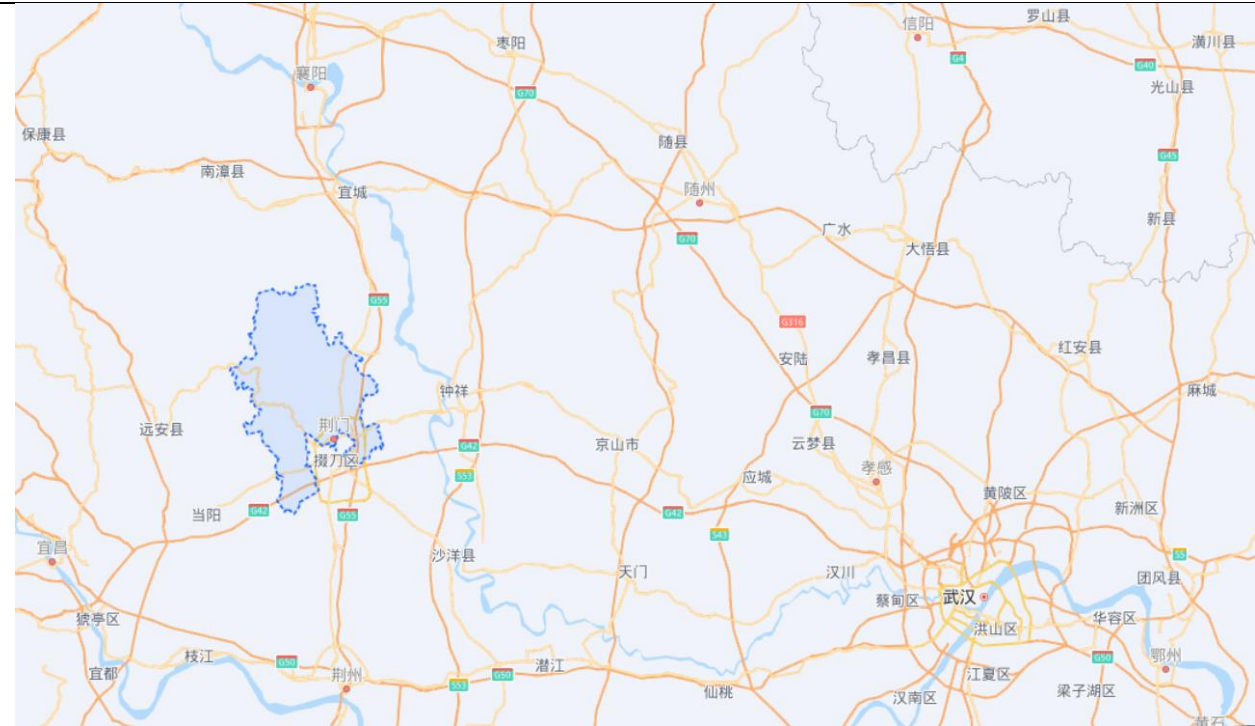 罗山县
信阳
枣阳
潢川县
G4
G40
襄阳
光山县
G70
保康县
随县
G45
南漳县
宜城
随州
新县
广水
G70
大悟县
G55
G316
红安县
安陆
孝昌县
钟祥
麻城
G70
荆门
远安县
京山市
云梦县
G42
掇刀区
孝感
S53
应城
黄陂区
G42
当阳
G55
G42
新洲区
S43
宜昌
沙洋县
S5
天门
汉川
团风县
蔡甸区
武汉
猇亭区
华容区
洪山区
枝江
G50
潜江
G50
鄂州
宜都
荆州
G50
江夏区
S53
仙桃
汉南区
梁子湖区
黄石